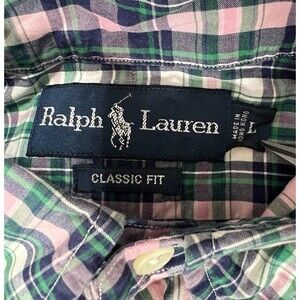 Ralph Lauren
MADE IN
HONG KONG
L
CLASSIC FIT